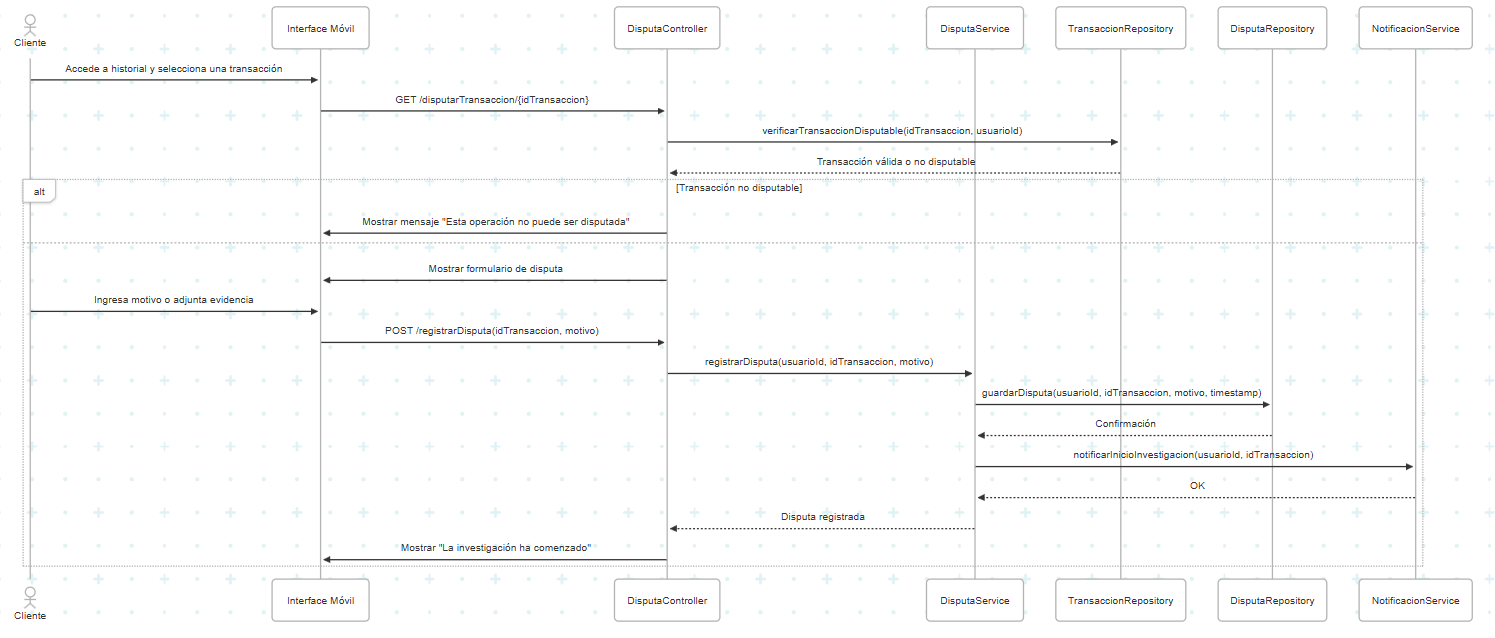 Cliente
Interface Móvil
DisputaController
DisputaService
TransaccionRepository
DisputaRepository
NotificacionService
Accede a historial y selecciona una transacción
GET /disputarTransaccion/{idTransaccion}
verificarTransaccionDisputable(idTransaccion, usuarioId)
Transacción válida o no disputable
alt
[Transacción no disputable]
Mostrar mensaje "Esta operación no puede ser disputada"
Mostrar formulario de disputa
Ingresa motivo o adjunta evidencia
POST /registrarDisputa(idTransaccion, motivo)
registrarDisputa(usuarioId, idTransaccion, motivo)
guardarDisputa(usuarioId, idTransaccion, motivo, timestamp)
Confirmación
notificarInicioInvestigacion(usuarioId, idTransaccion)
OK
Disputa registrada
Mostrar "La investigación ha comenzado"
Cliente
Interface Móvil
DisputaController
DisputaService
TransaccionRepository
DisputaRepository
NotificacionService